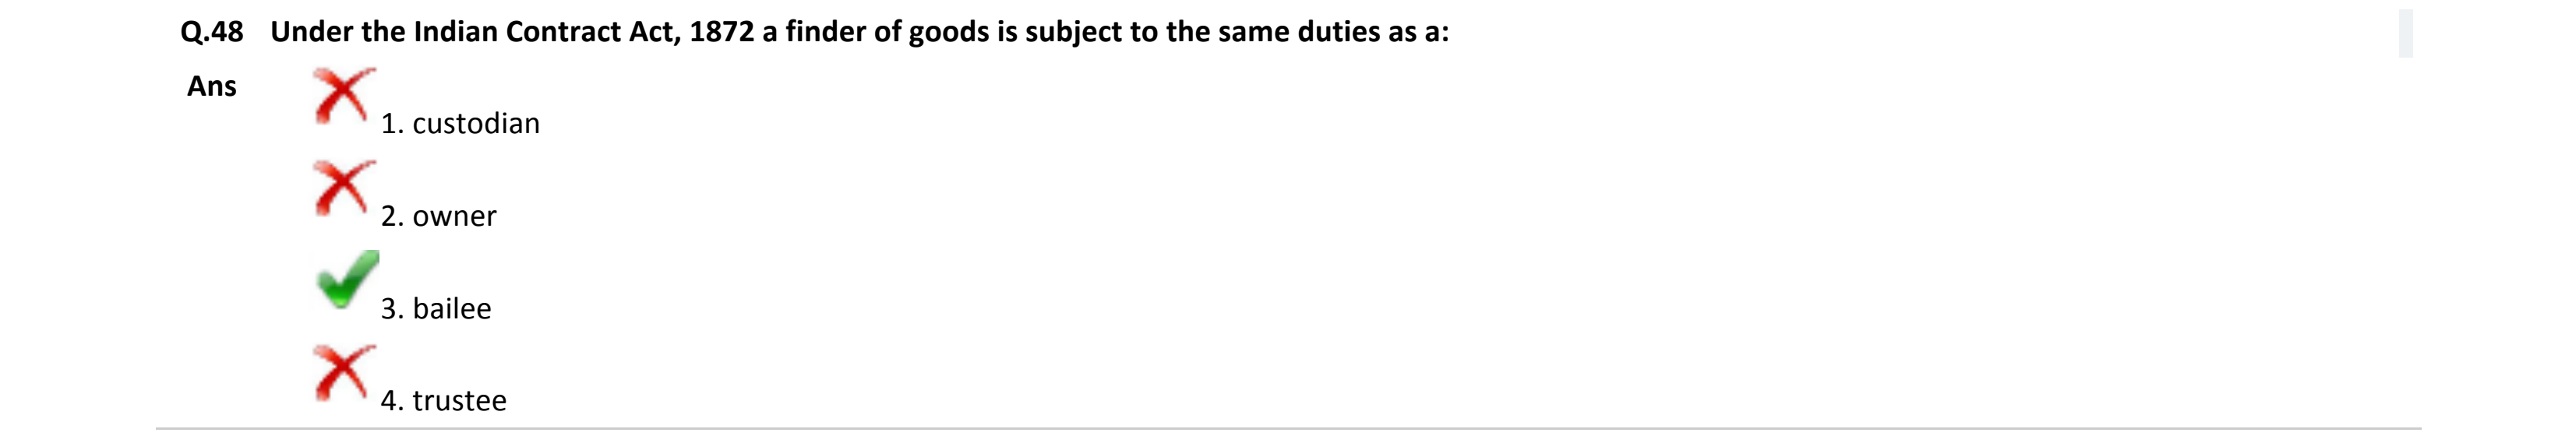 Q.48 Under the Indian Contract Act, 1872 a finder of goods is subject to the same duties as a:
Ans
1. custodian
2. owner
3. bailee
4. trustee